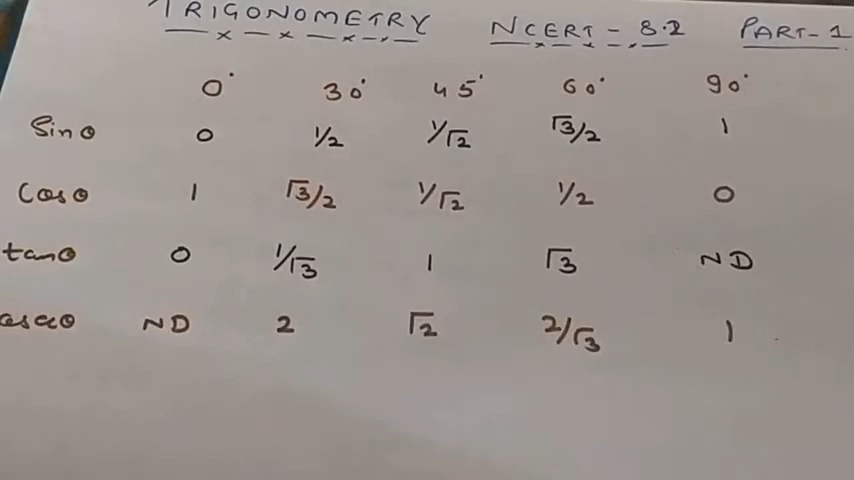 TRIGONOMETRY NCERT - 8.2 PART-1
0° 30° 45° 60° 90°
Sinθ 0 1/2 1/√2 √3/2 1
Cosθ 1 √3/2 1/√2 1/2 0
tanθ 0 1/√3 1 √3 ND
ND 2 √2 2/√3 1